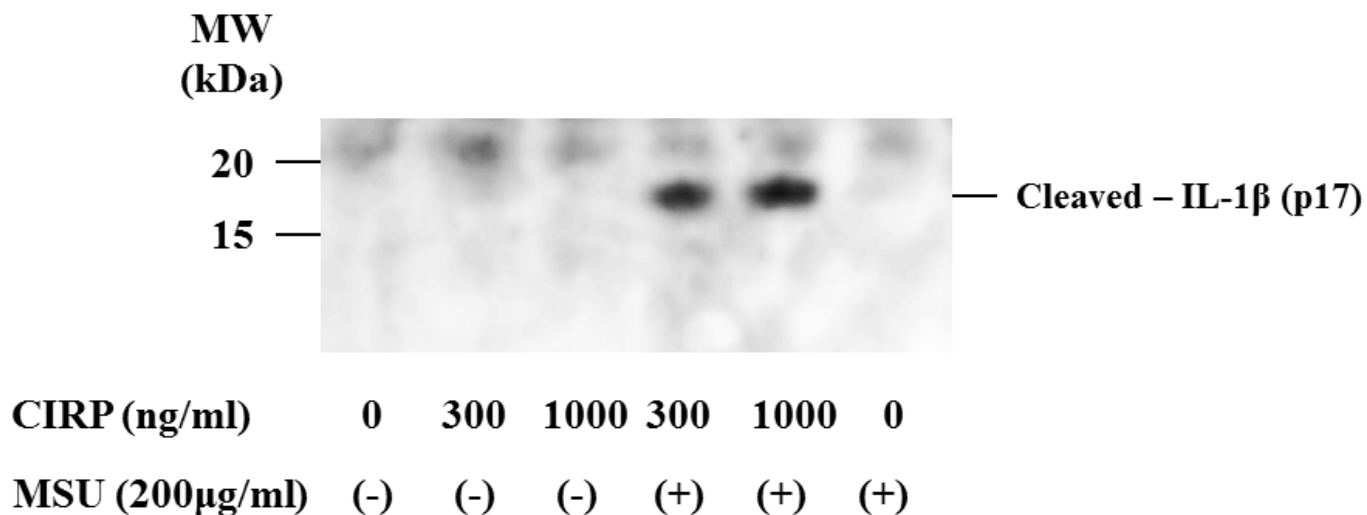 MW
(kDa)
20
15
Cleaved – IL-1β (p17)
CIRP (ng/ml) 0 300 1000 300 1000 0
MSU (200μg/ml) (-) (-) (-) (+) (+) (+)